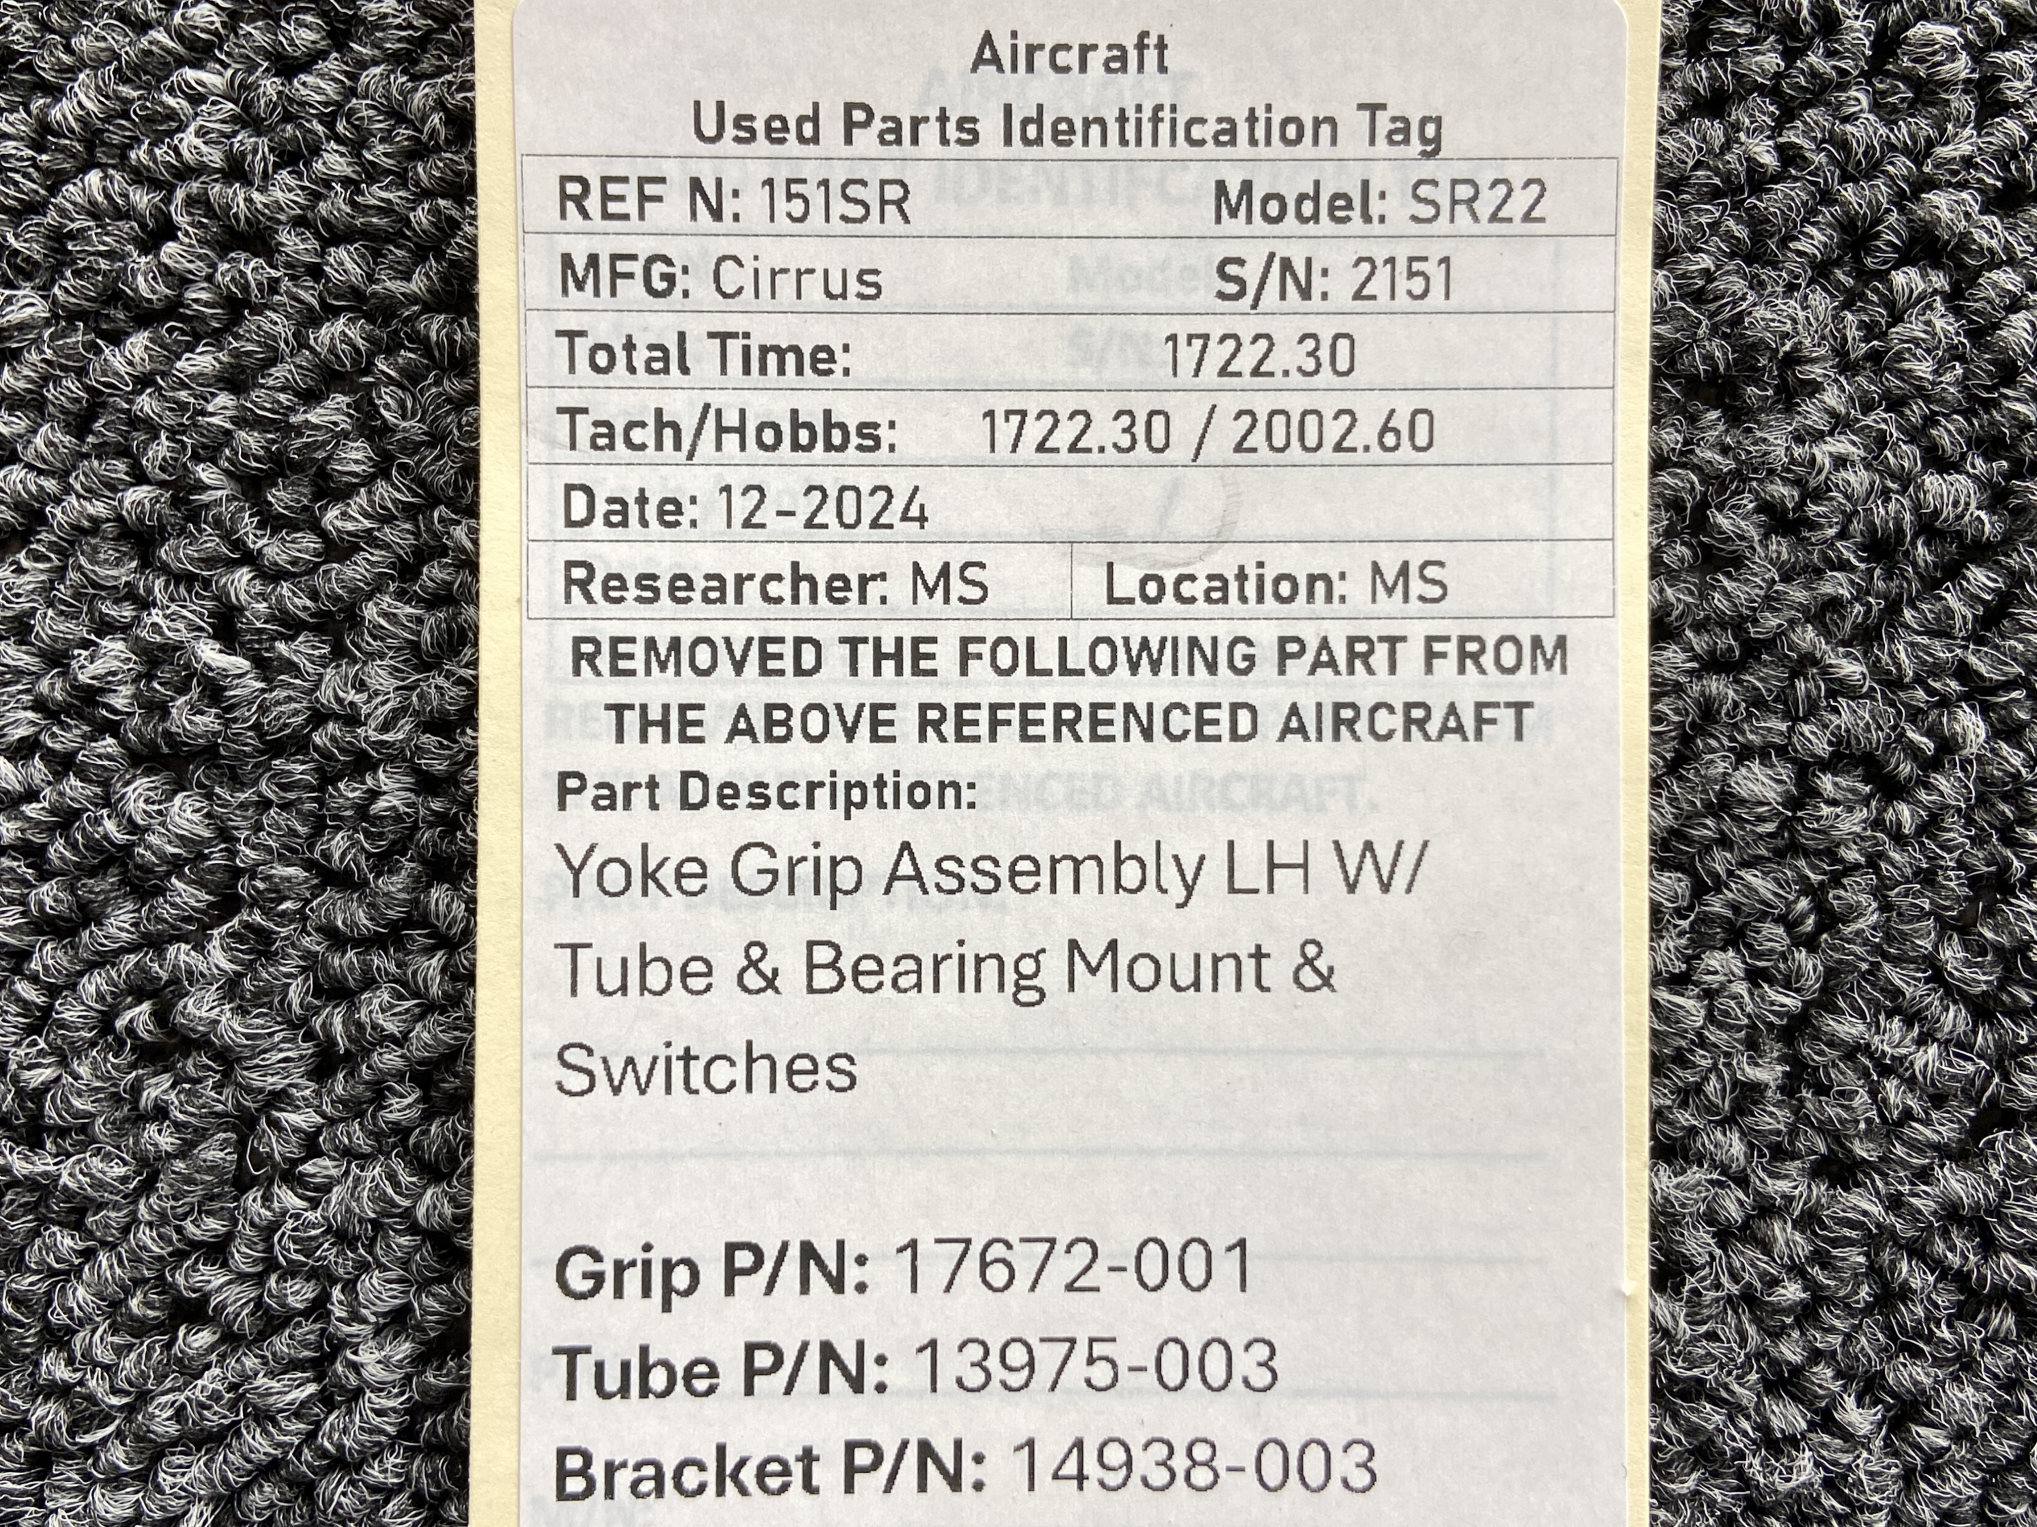 Aircraft
Used Parts Identification Tag
REF N: 151SR Model: SR22
MFG: Cirrus S/N: 2151
Total Time: 1722.30
Tach/Hobbs: 1722.30 / 2002.60
Date: 12-2024
Researcher: MS Location: MS
REMOVED THE FOLLOWING PART FROM
THE ABOVE REFERENCED AIRCRAFT
Part Description:
Yoke Grip Assembly LH W/
Tube & Bearing Mount &
Switches
Grip P/N: 17672-001
Tube P/N: 13975-003
Bracket P/N: 14938-003